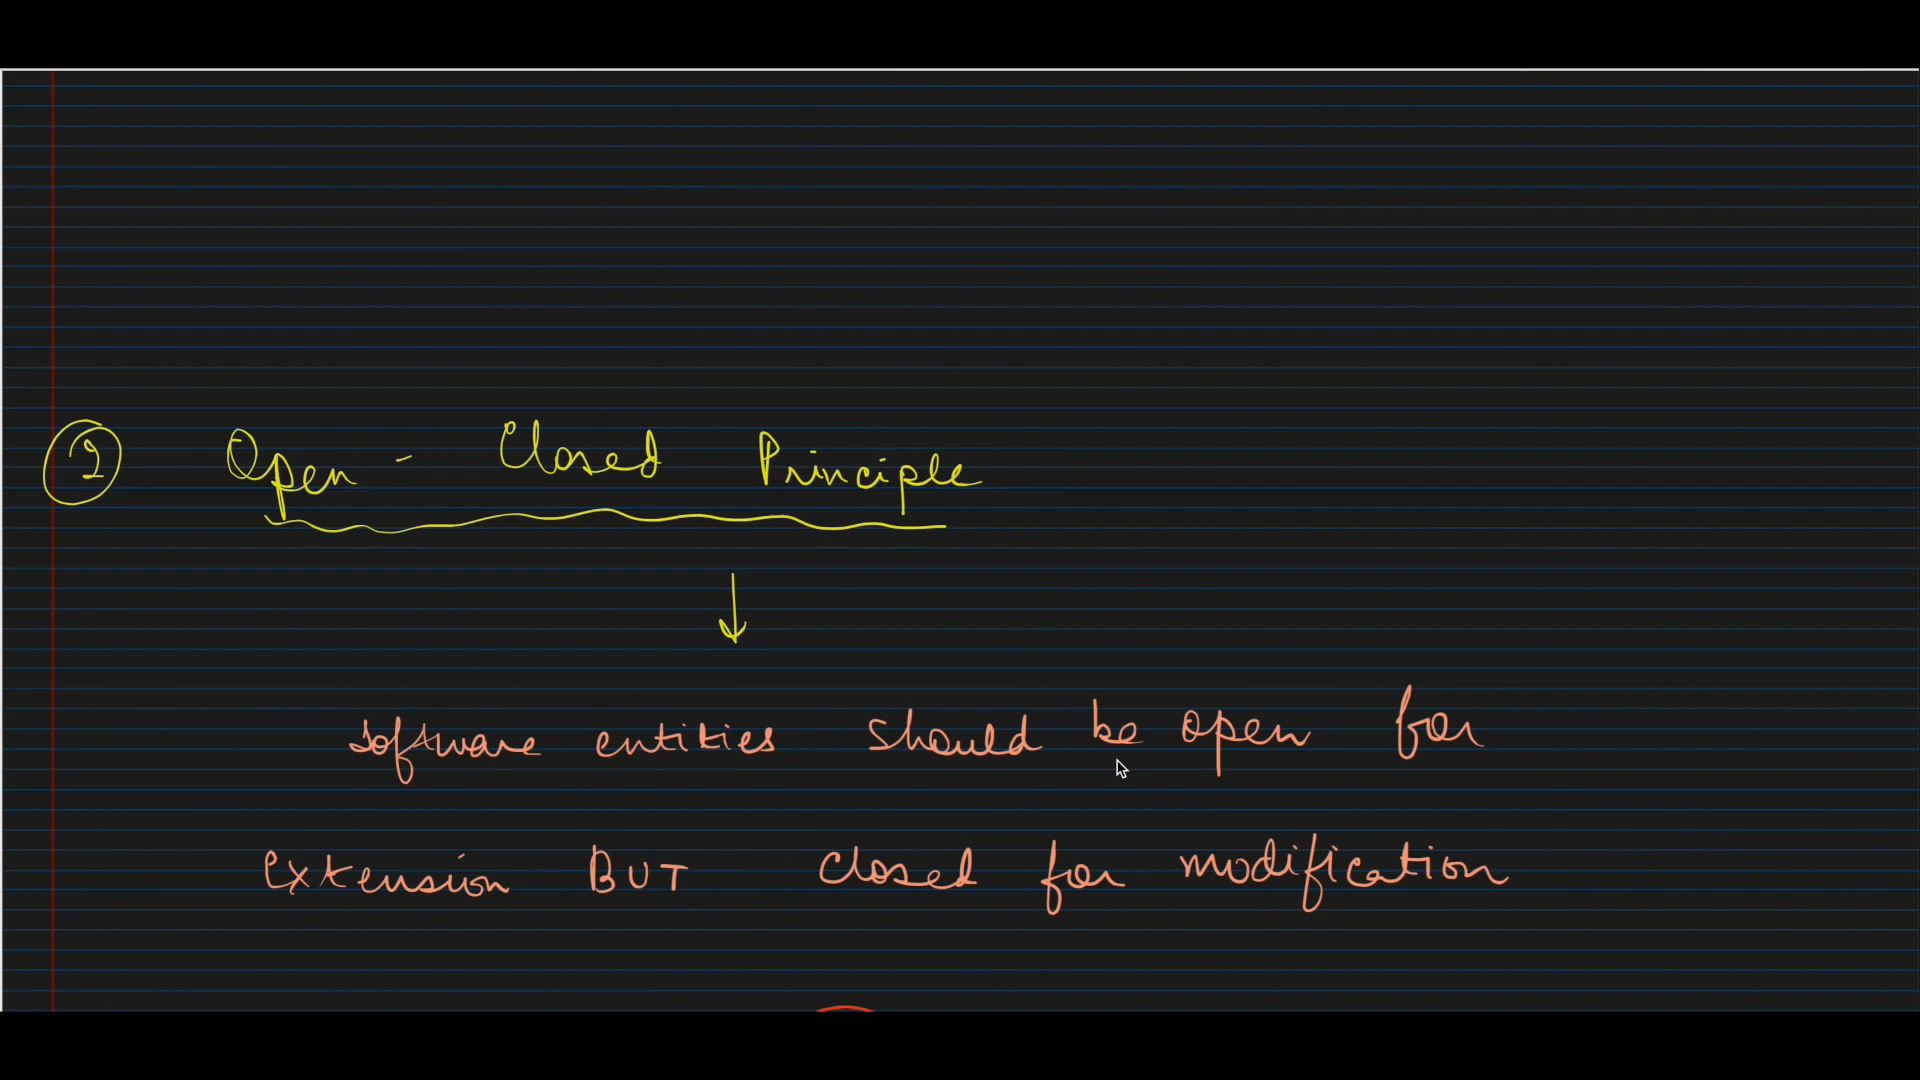 2 Open - Closed Principle
Software entities should be open for
extension BUT closed for modification